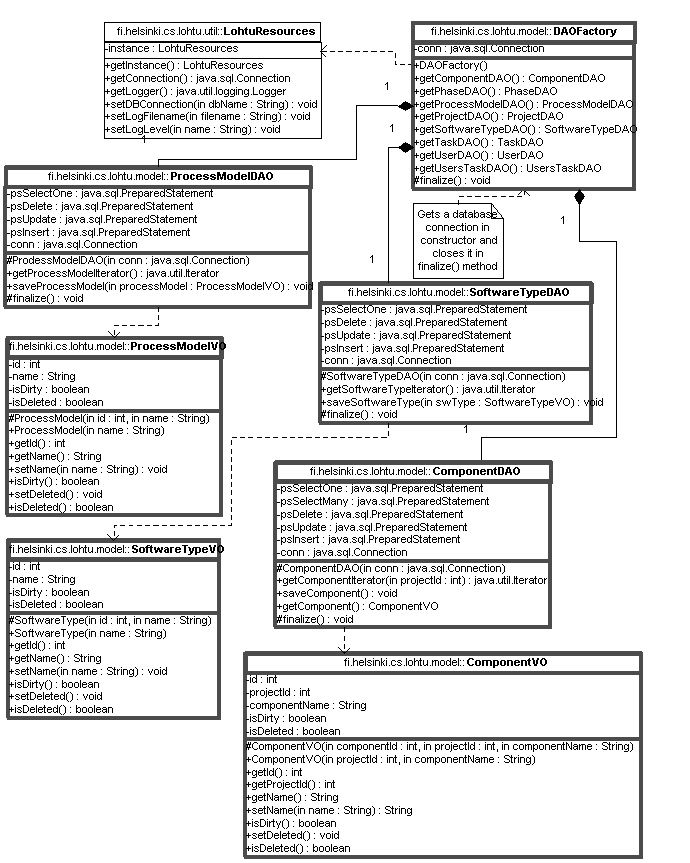 fi.helsinki.cs.lohtu.util::LohtuResources
-instance : LohtuResources
+getInstance() : LohtuResources
+getConnection() : java.sql.Connection
+getLogger() : java.util.logging.Logger
+setDBConnection(in dbName : String) : void
+setLogFilename(in filename : String) : void
+setLogLevel(in name : String) : void
fi.helsinki.cs.lohtu.model::DAOFactory
-conn : java.sql.Connection
+DAOFactory()
+getComponentDAO() : ComponentDAO
+getPhaseDAO() : PhaseDAO
+getProcessModelDAO() : ProcessModelDAO
+getProjectDAO() : ProjectDAO
+getSoftwareTypeDAO() : SoftwareTypeDAO
+getTaskDAO() : TaskDAO
+getUserDAO() : UserDAO
+getUsersTaskDAO() : UsersTaskDAO
#finalize() : void
1
1
1
1
1
1
Gets a database
connection in
constructor and
closes it in
finalize() method
fi.helsinki.cs.lohtu.model::ProcessModelDAO
-psSelectOne : java.sql.PreparedStatement
-psDelete : java.sql.PreparedStatement
-psUpdate : java.sql.PreparedStatement
-psInsert : java.sql.PreparedStatement
-conn : java.sql.Connection
#ProdessModelDAO(in conn : java.sql.Connection)
+getProcessModelIterator() : java.util.Iterator
+saveProcessModel(in processModel : ProcessModelVO) : void
#finalize() : void
fi.helsinki.cs.lohtu.model::SoftwareTypeDAO
-psSelectOne : java.sql.PreparedStatement
-psDelete : java.sql.PreparedStatement
-psUpdate : java.sql.PreparedStatement
-psInsert : java.sql.PreparedStatement
-conn : java.sql.Connection
#SoftwareTypeDAO(in conn : java.sql.Connection)
+getSoftwareTypeIterator() : java.util.Iterator
+saveSoftwareType(in swType : SoftwareTypeVO) : void
#finalize() : void
fi.helsinki.cs.lohtu.model::ProcessModelVO
-id : int
-name : String
-isDirty : boolean
-isDeleted : boolean
#ProcessModel(in id : int, in name : String)
+ProcessModel(in name : String)
+getId() : int
+getName() : String
+setName(in name : String) : void
+isDirty() : boolean
+setDeleted() : void
+isDeleted() : boolean
fi.helsinki.cs.lohtu.model::ComponentDAO
-psSelectOne : java.sql.PreparedStatement
-psSelectMany : java.sql.PreparedStatement
-psDelete : java.sql.PreparedStatement
-psUpdate : java.sql.PreparedStatement
-psInsert : java.sql.PreparedStatement
-conn : java.sql.Connection
#ComponentDAO(in conn : java.sql.Connection)
+getComponentIterator(in projectId : int) : java.util.Iterator
+saveComponent() : void
+getComponent() : ComponentVO
#finalize() : void
fi.helsinki.cs.lohtu.model::SoftwareTypeVO
-id : int
-name : String
-isDirty : boolean
-isDeleted : boolean
#SoftwareType(in id : int, in name : String)
+SoftwareType(in name : String)
+getId() : int
+getName() : String
+setName(in name : String) : void
+isDirty() : boolean
+setDeleted() : void
+isDeleted() : boolean
fi.helsinki.cs.lohtu.model::ComponentVO
-id : int
-projectId : int
-componentName : String
-isDirty : boolean
-isDeleted : boolean
#ComponentVO(in componentId : int, in projectId : int, in componentName : String)
+ComponentVO(in projectId : int, in componentName : String)
+getId() : int
+getProjectId() : int
+getName() : String
+setName(in name : String) : String
+isDirty() : boolean
+setDeleted() : void
+isDeleted() : boolean